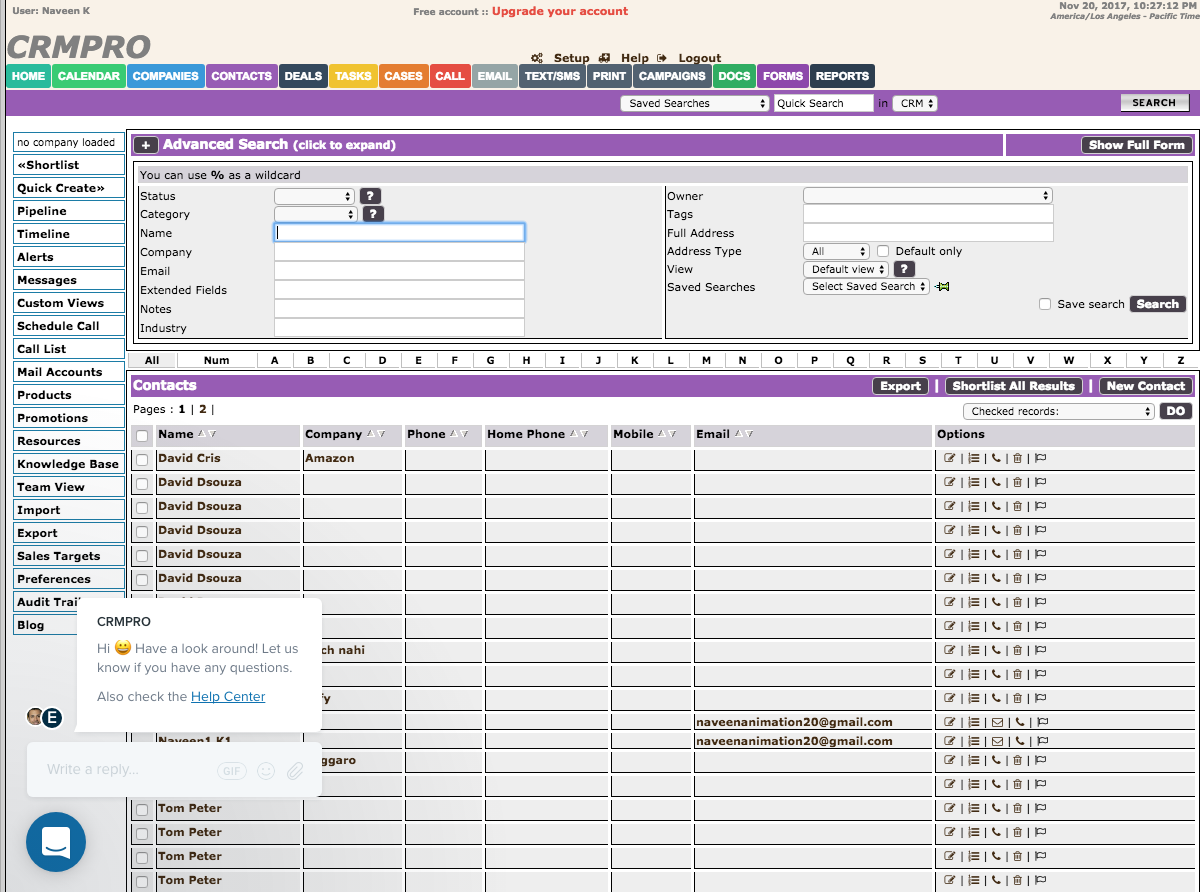 User: Naveen K
Free account :: Upgrade your account
Nov 20, 2017, 10:27:12 PM
America/Los Angeles - Pacific Time
CRMPRO
Setup Help Logout
HOME CALENDAR COMPANIES CONTACTS DEALS TASKS CASES CALL EMAIL TEXT/SMS PRINT CAMPAIGNS DOCS FORMS REPORTS
Saved Searches Quick Search in CRM SEARCH
no company loaded
«Shortlist
Quick Create»
Pipeline
Timeline
Alerts
Messages
Custom Views
Schedule Call
Call List
Mail Accounts
Products
Promotions
Resources
Knowledge Base
Team View
Import
Export
Sales Targets
Preferences
Audit Trai
Blog
+ Advanced Search (click to expand) Show Full Form
You can use % as a wildcard
Status ?
Category ?
Name
Company
Email
Extended Fields
Notes
Industry
Owner
Tags
Full Address
Address Type All Default only
View Default view ?
Saved Searches Select Saved Search
Save search Search
All Num A B C D E F G H I J K L M N O P Q R S T U V W X Y Z
Contacts Export | Shortlist All Results | New Contact
Pages : 1 | 2 |
Checked records: DO
Name Company Phone Home Phone Mobile Email Options
David Cris Amazon | | | |
David Dsouza | | | |
David Dsouza | | | |
David Dsouza | | | |
David Dsouza | | | |
David Dsouza | | | |
| | | |
| | | |
ch nahi | | | |
| | | |
fy | | | |
naveenanimation20@gmail.com | | | |
Naveen1 K1 naveenanimation20@gmail.com | | | |
ggaro | | | |
| | | |
Tom Peter | | | |
Tom Peter | | | |
Tom Peter | | | |
Tom Peter | | | |
CRMPRO
Hi 😀 Have a look around! Let us
know if you have any questions.
Also check the Help Center
E
Write a reply... GIF